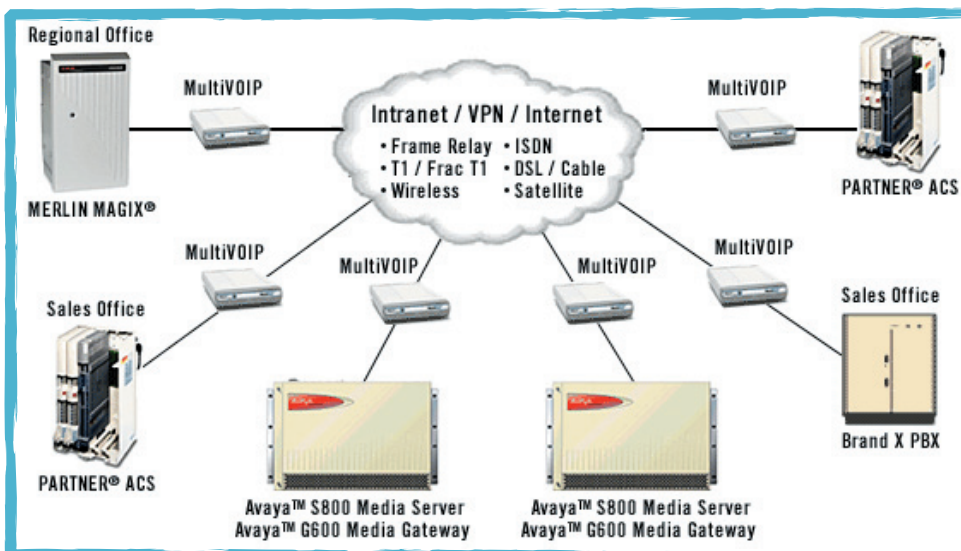 Regional Office
MultiVOIP
MERLIN MAGIX®
Intranet / VPN / Internet
• Frame Relay • ISDN
• T1 / Frac T1 • DSL / Cable
• Wireless • Satellite
MultiVOIP
PARTNER® ACS
MultiVOIP
MultiVOIP
MultiVOIP
MultiVOIP
Sales Office
PARTNER® ACS
Sales Office
Brand X PBX
AVAYA
Avaya™ S800 Media Server
Avaya™ G600 Media Gateway
AVAYA
Avaya™ S800 Media Server
Avaya™ G600 Media Gateway